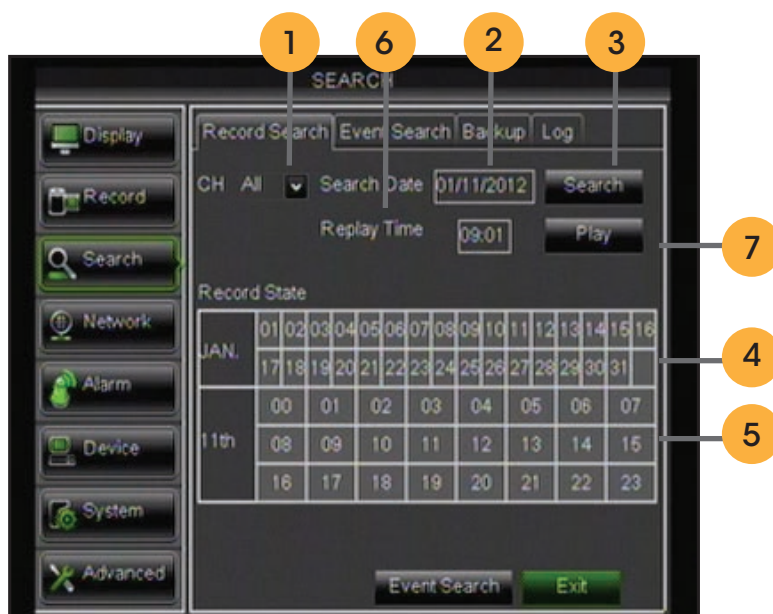 1
6
2
3
SEARCH
Display
Record
Search
Network
Alarm
Device
System
Advanced
Record Search Event Search Backup Log
CH All Search Date 01/11/2012 Search
Replay Time 09:01 Play
7
Record State
JAN.
01 02 03 04 05 06 07 08 09 10 11 12 13 14 15 16
17 18 19 20 21 22 23 24 25 26 27 28 29 30 31
4
11th
00 01 02 03 04 05 06 07
08 09 10 11 12 13 14 15
16 17 18 19 20 21 22 23
5
Event Search Exit